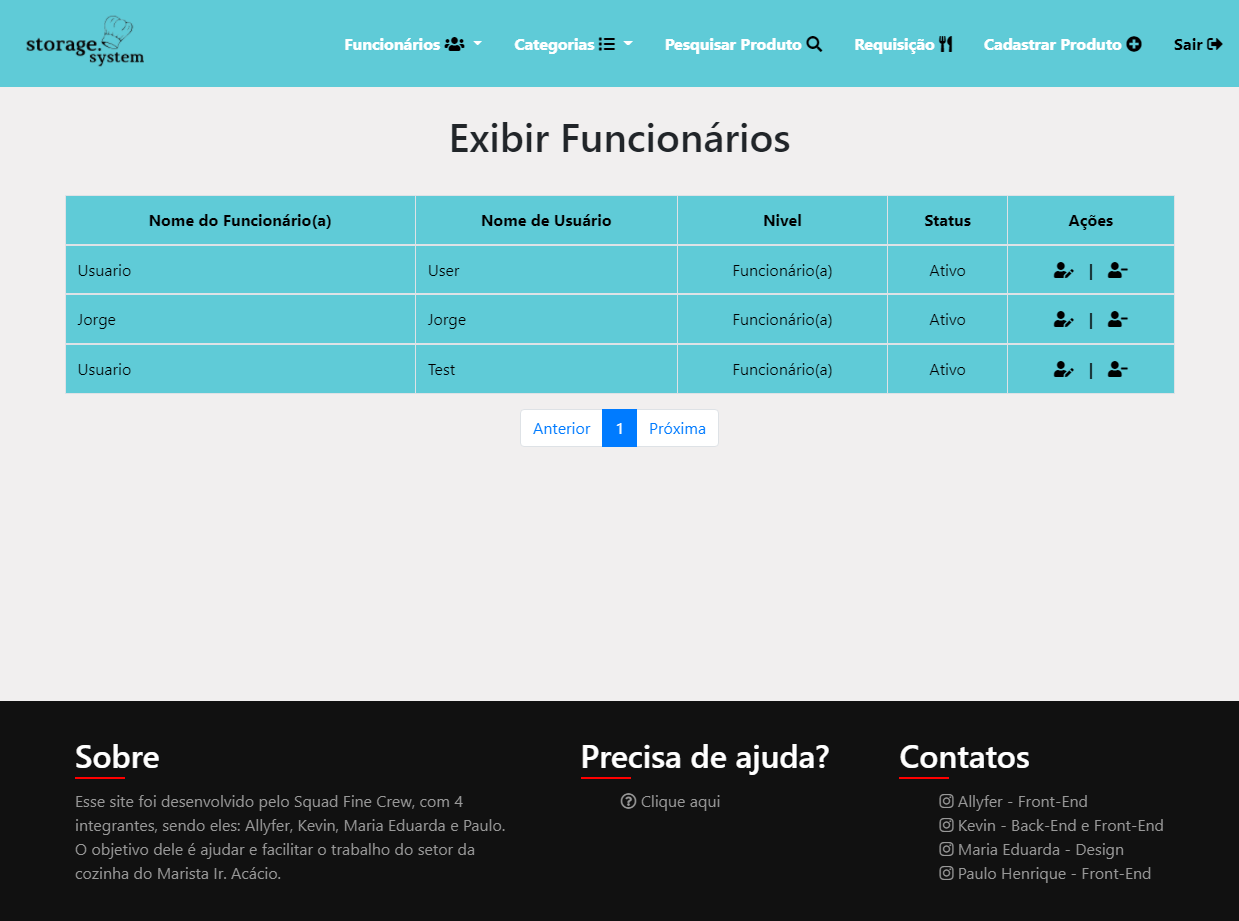 storage.
system
Funcionários Categorias Pesquisar Produto Requisição Cadastrar Produto Sair
Exibir Funcionários
Nome do Funcionário(a) Nome de Usuário Nivel Status Ações
Usuario User Funcionário(a) Ativo |
Jorge Jorge Funcionário(a) Ativo |
Usuario Test Funcionário(a) Ativo |
Anterior 1 Próxima
Sobre
Esse site foi desenvolvido pelo Squad Fine Crew, com 4
integrantes, sendo eles: Allyfer, Kevin, Maria Eduarda e Paulo.
O objetivo dele é ajudar e facilitar o trabalho do setor da
cozinha do Marista Ir. Acácio.
Precisa de ajuda?
Clique aqui
Contatos
Allyfer - Front-End
Kevin - Back-End e Front-End
Maria Eduarda - Design
Paulo Henrique - Front-End